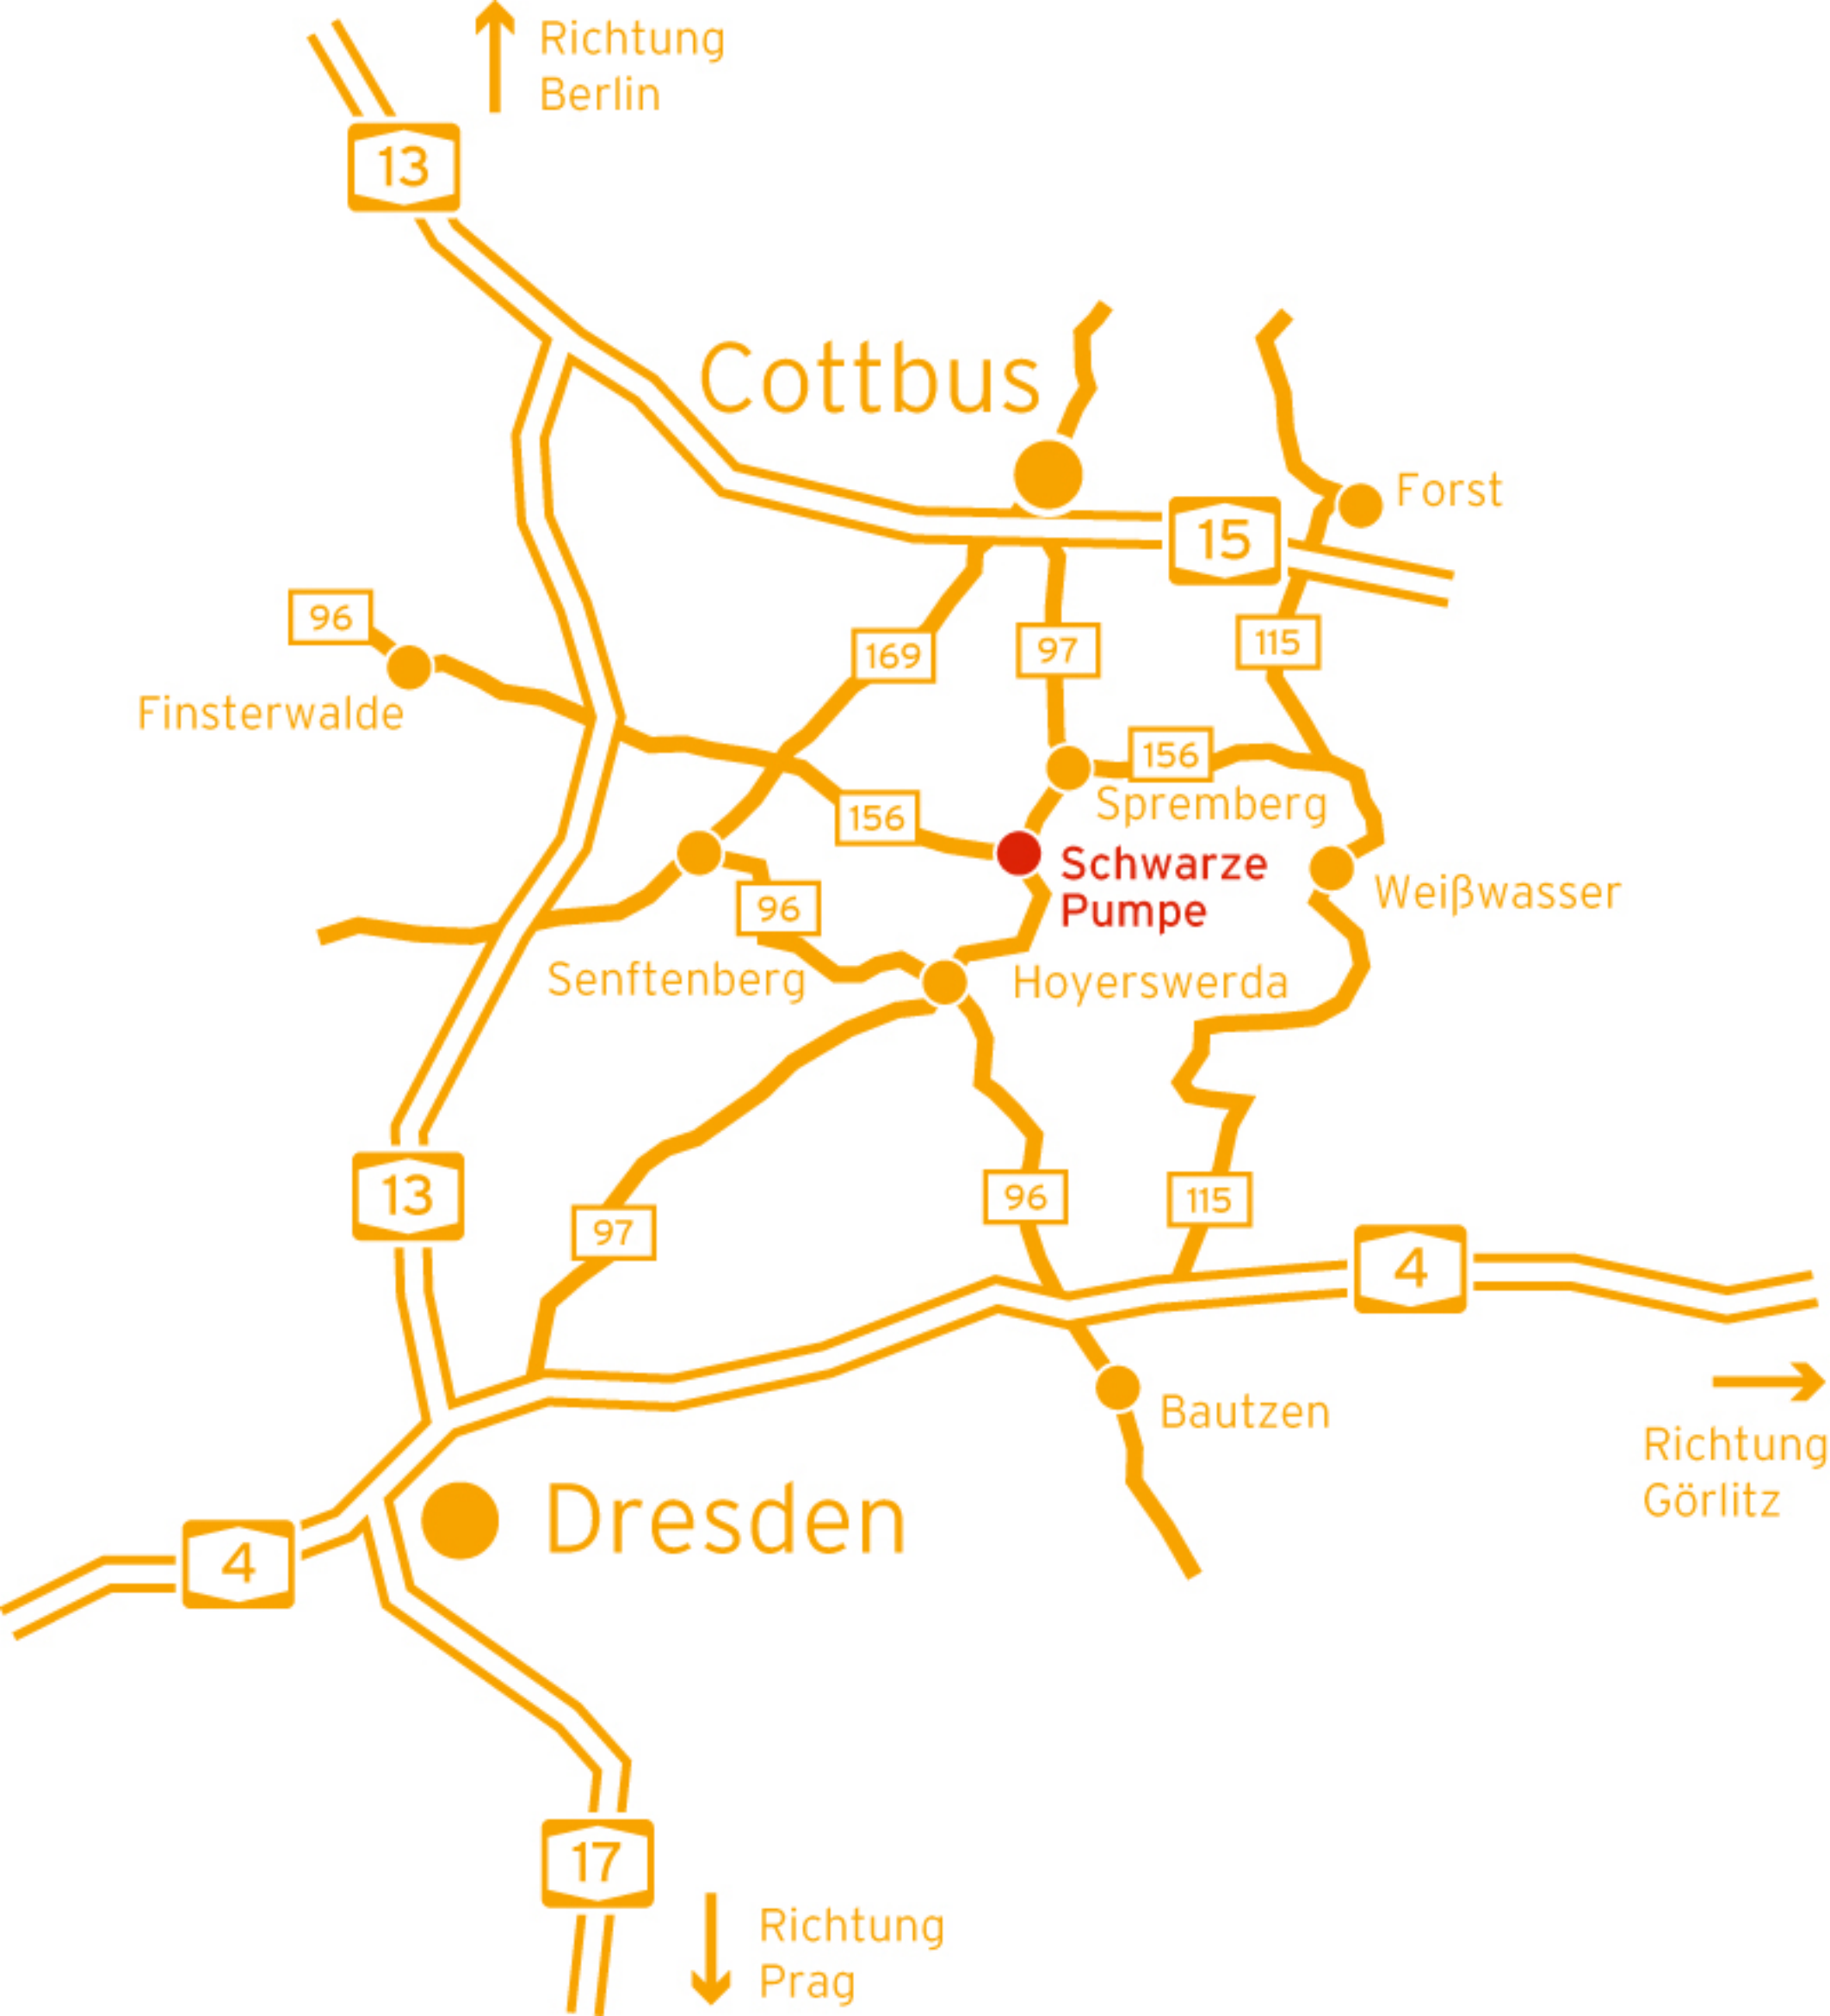 Richtung
Berlin
13
Cottbus
Forst
15
96
169
97
115
Finsterwalde
156
156
Spremberg
Schwarze
Pumpe
Weißwasser
96
Senftenberg
Hoyerswerda
13
96
115
97
4
Bautzen
Richtung
Görlitz
Dresden
4
17
Richtung
Prag